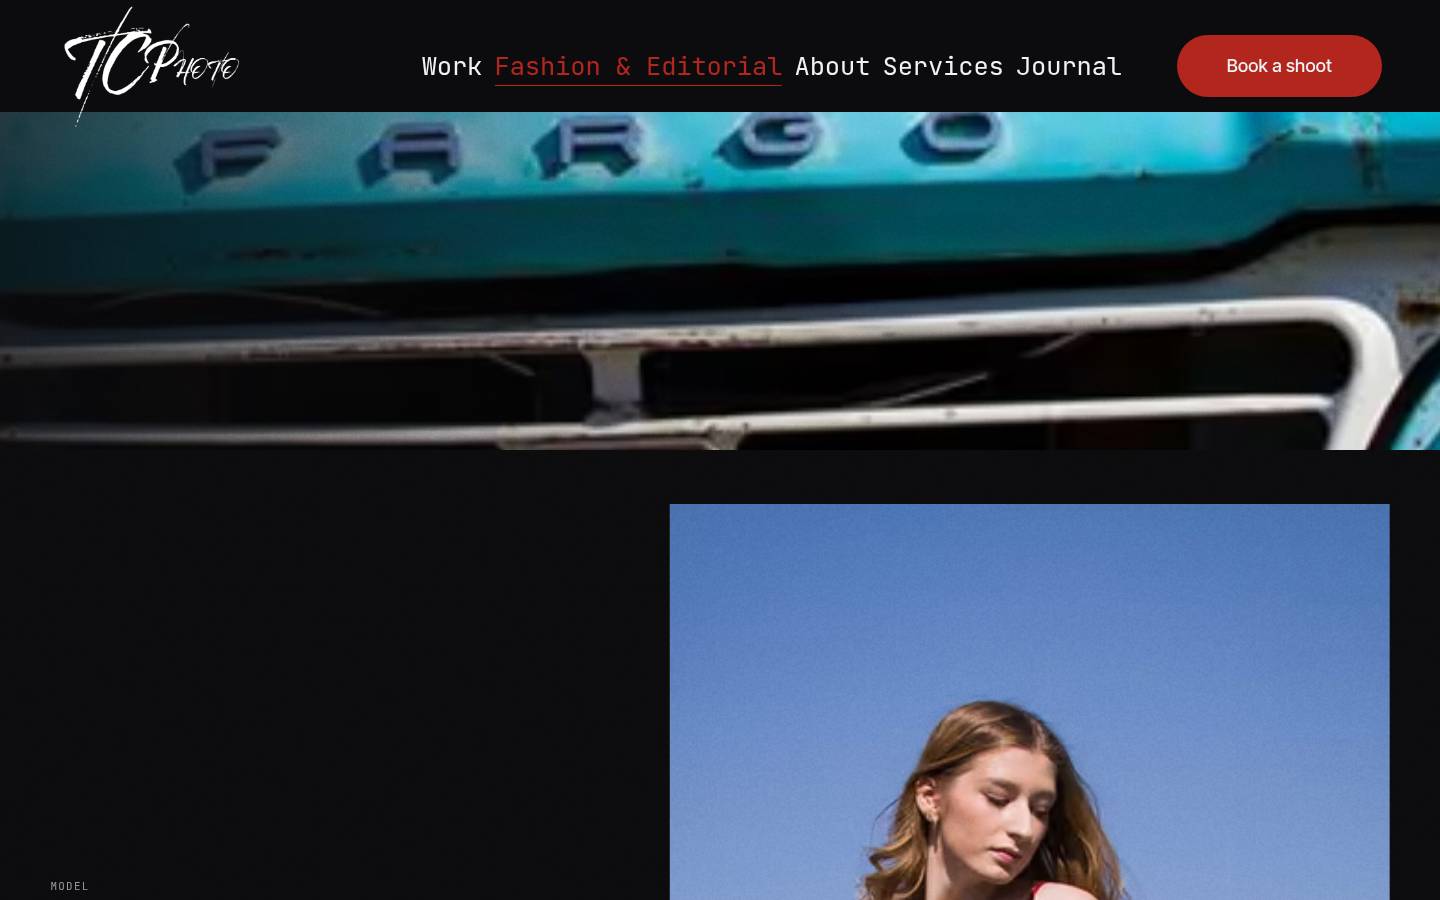 TCPhoto
Work Fashion & Editorial About Services Journal
Book a shoot
FARGO
MODEL